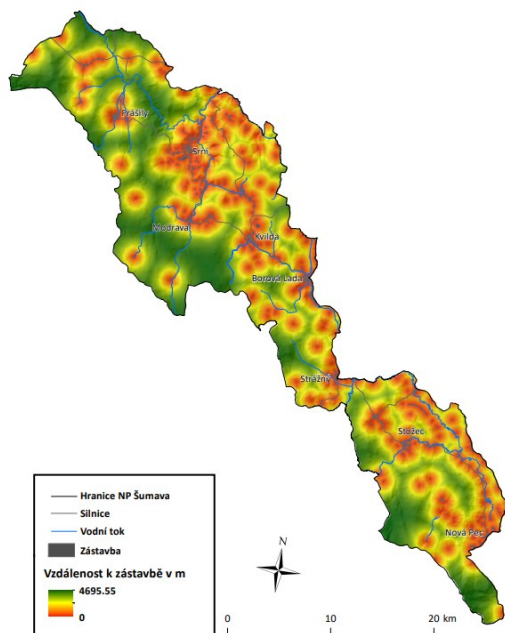 Prášily
Srní
Modrava
Kvilda
Borová Lada
Strážný
Stožec
Nová Pec
Hranice NP Šumava
Silnice
Vodní tok
Zástavba
Vzdálenost k zástavbě v m
4695.55
0
N
0 10 20 km